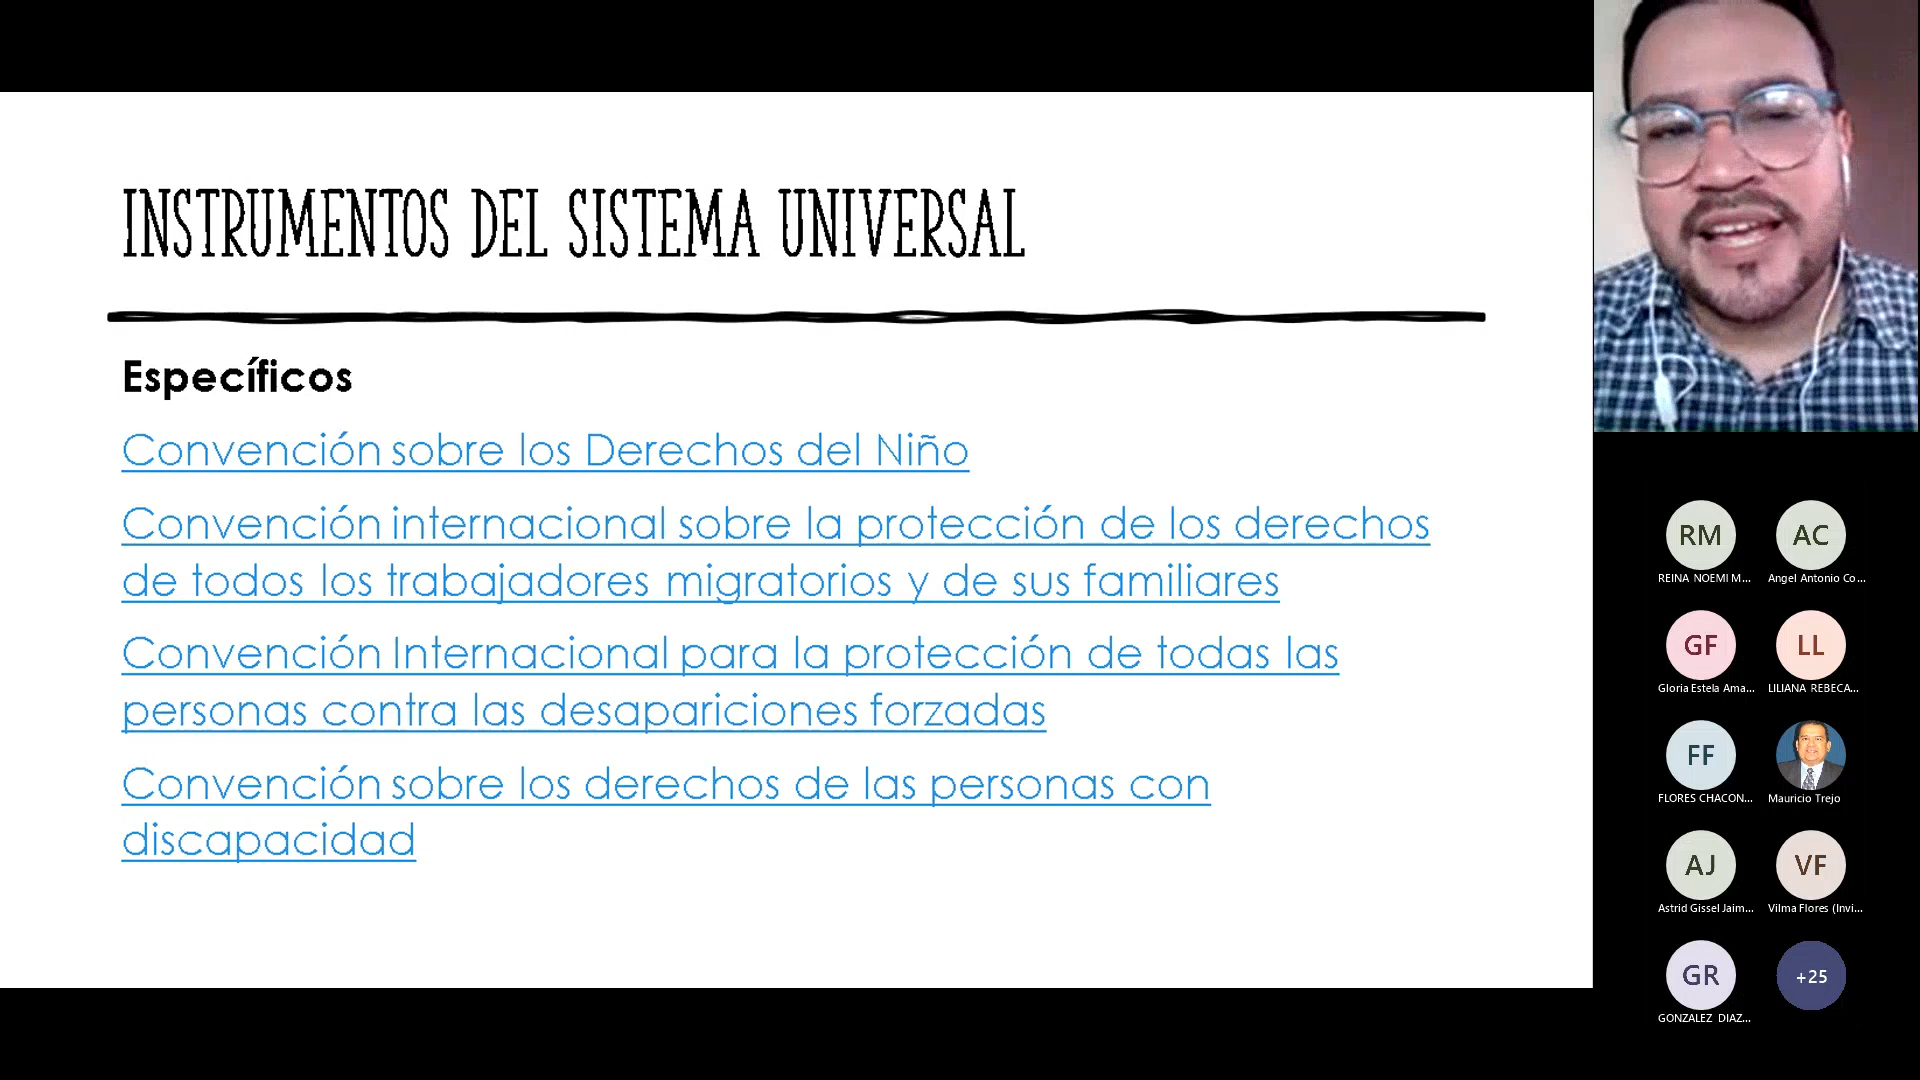 INSTRUMENTOS DEL SISTEMA UNIVERSAL
Específicos
Convención sobre los Derechos del Niño
Convención internacional sobre la protección de los derechos
de todos los trabajadores migratorios y de sus familiares
Convención Internacional para la protección de todas las
personas contra las desapariciones forzadas
Convención sobre los derechos de las personas con
discapacidad
RM
AC
REINA NOEMI M...
Angel Antonio Co...
GF
LL
Gloria Estela Ama...
LILIANA REBECA...
FF
FLORES CHACON...
Mauricio Trejo
AJ
VF
Astrid Gissel Jaim...
Vilma Flores (Invi...
GR
+25
GONZALEZ DIAZ...